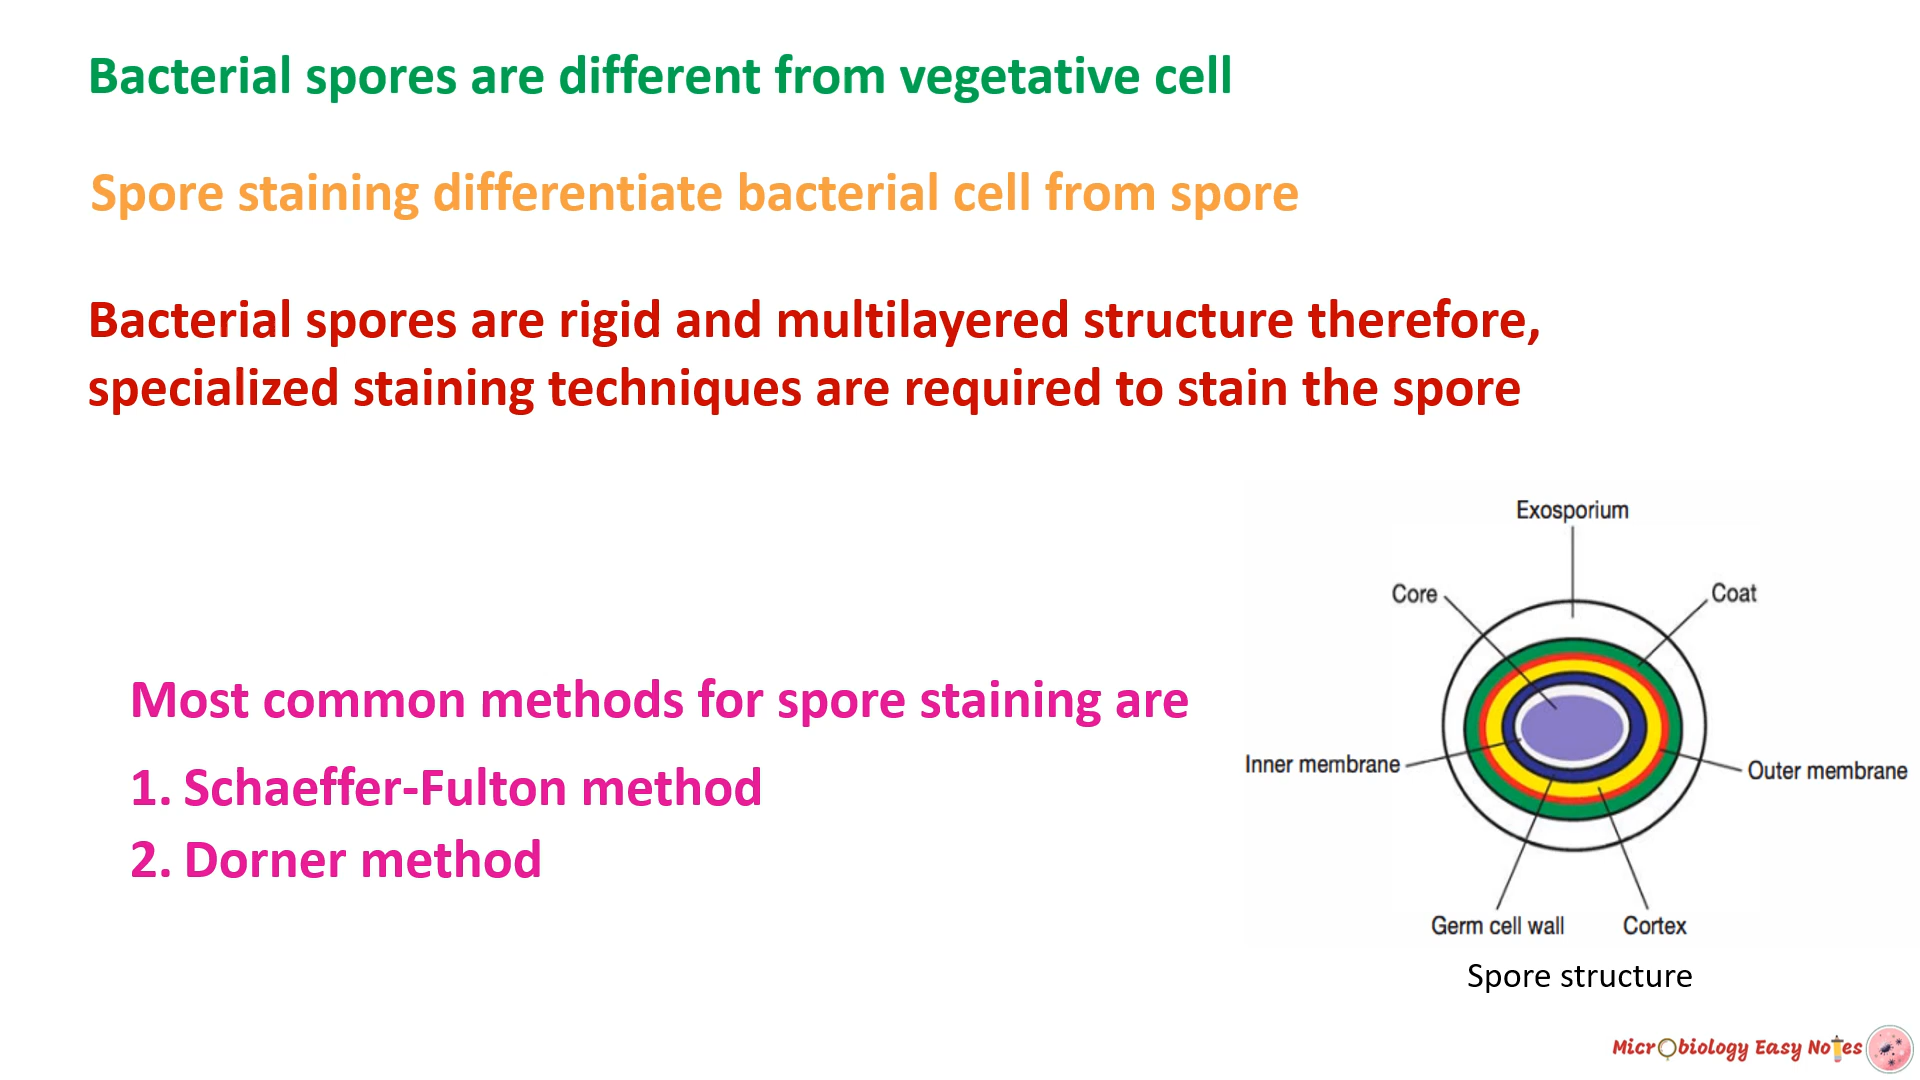 Bacterial spores are different from vegetative cell
Spore staining differentiate bacterial cell from spore
Bacterial spores are rigid and multilayered structure therefore,
specialized staining techniques are required to stain the spore
Most common methods for spore staining are
1. Schaeffer-Fulton method
2. Dorner method
Exosporium
Core
Coat
Inner membrane
Outer membrane
Germ cell wall
Cortex
Spore structure
Microbiology Easy Notes